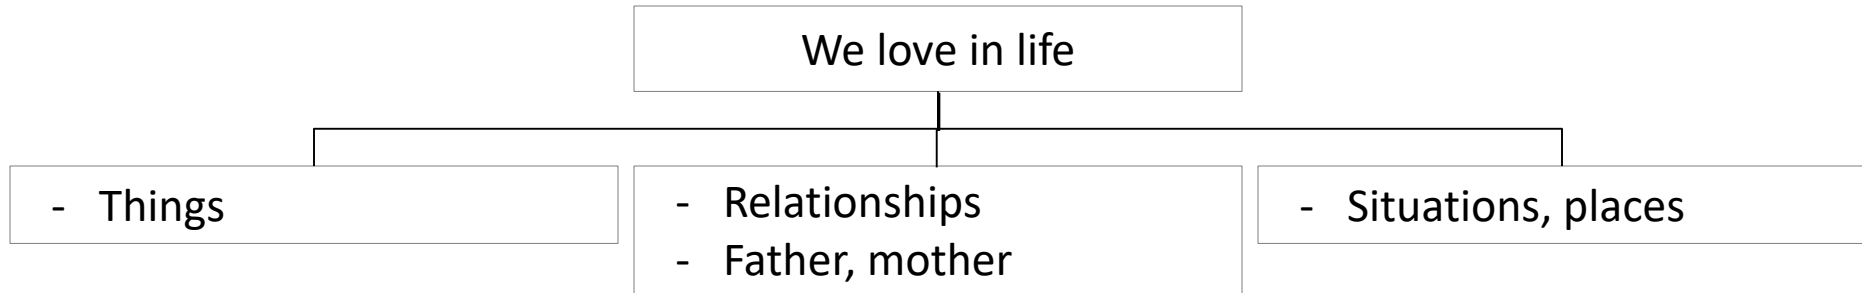 We love in life
- Things
- Relationships
- Father, mother
- Situations, places